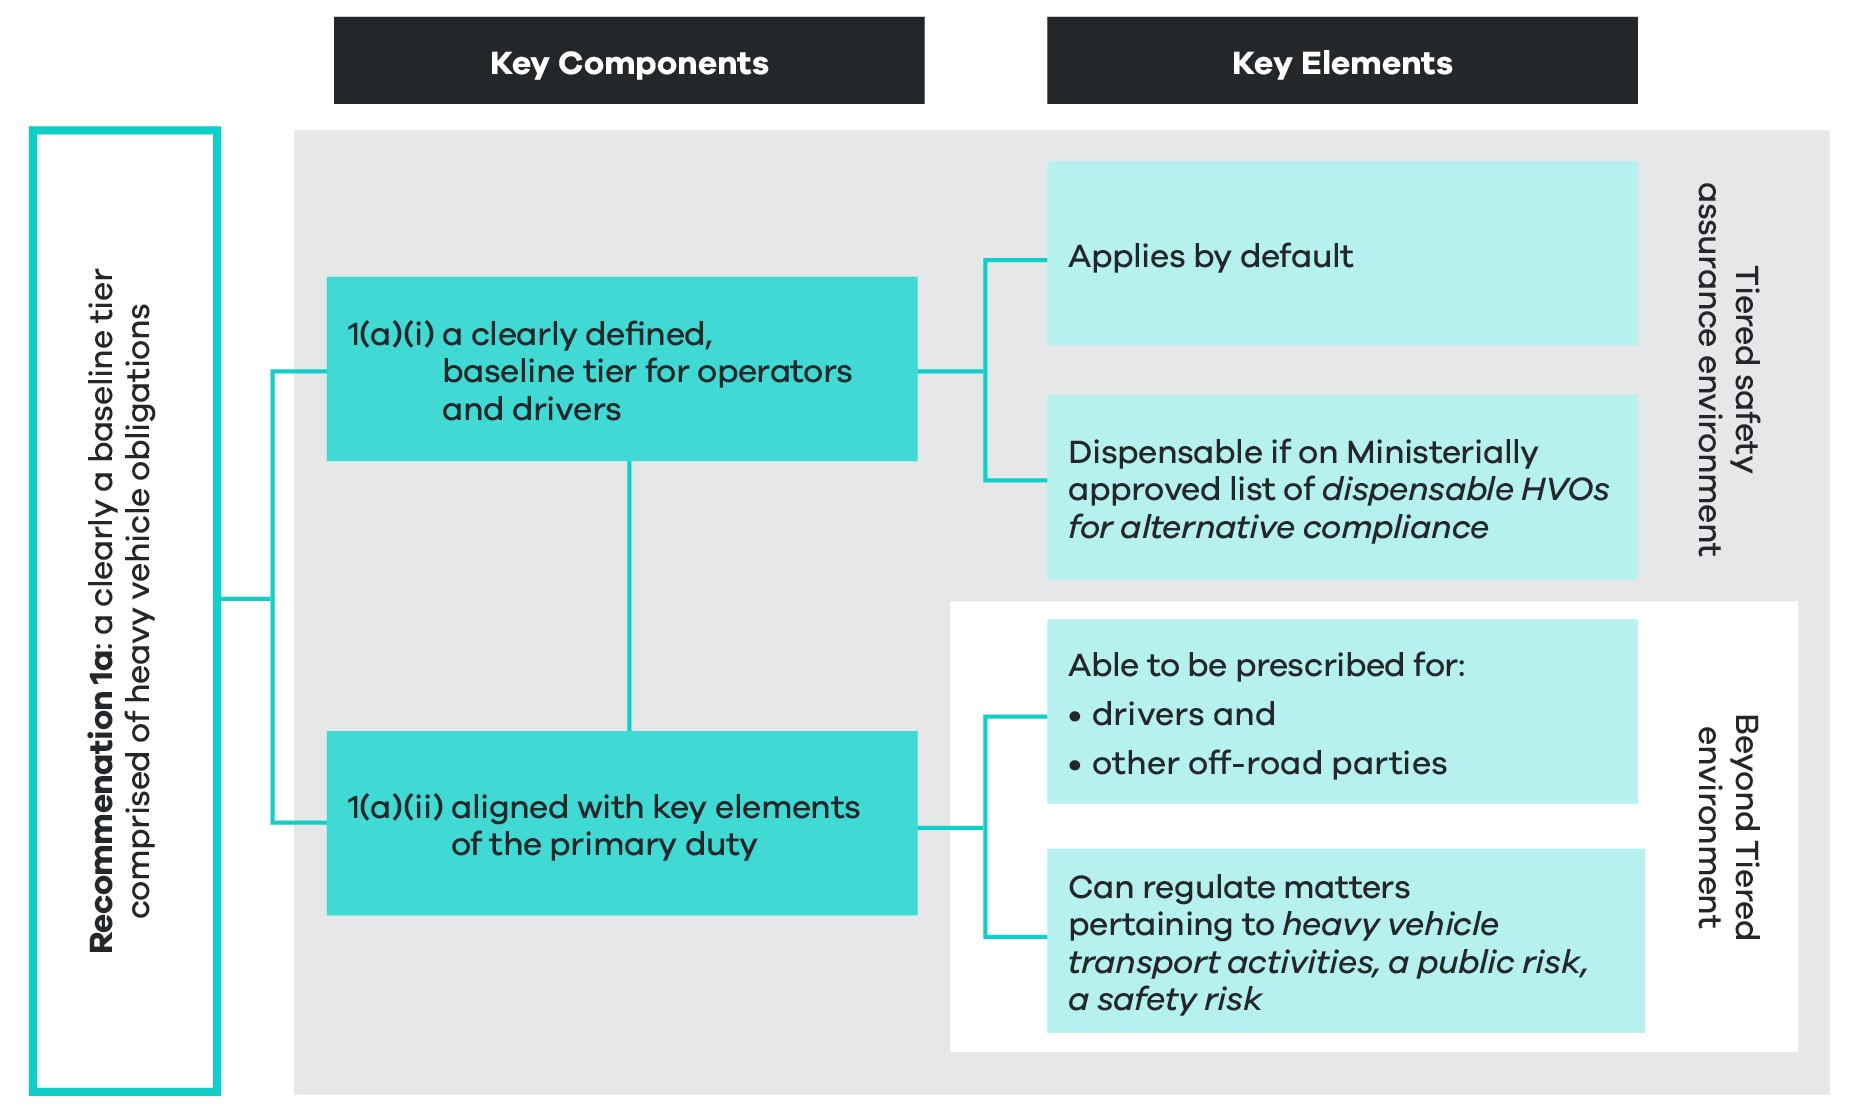 Key Components
Key Elements
Recommenation 1a: a clearly a baseline tier
comprised of heavy vehicle obligations
1(a)(i) a clearly defined,
baseline tier for operators
and drivers
Applies by default
Dispensable if on Ministerially
approved list of dispensable HVOs
for alternative compliance
Tiered safety
assurance environment
1(a)(ii) aligned with key elements
of the primary duty
Able to be prescribed for:
• drivers and
• other off-road parties
Can regulate matters
pertaining to heavy vehicle
transport activities, a public risk,
a safety risk
Beyond Tiered
environment